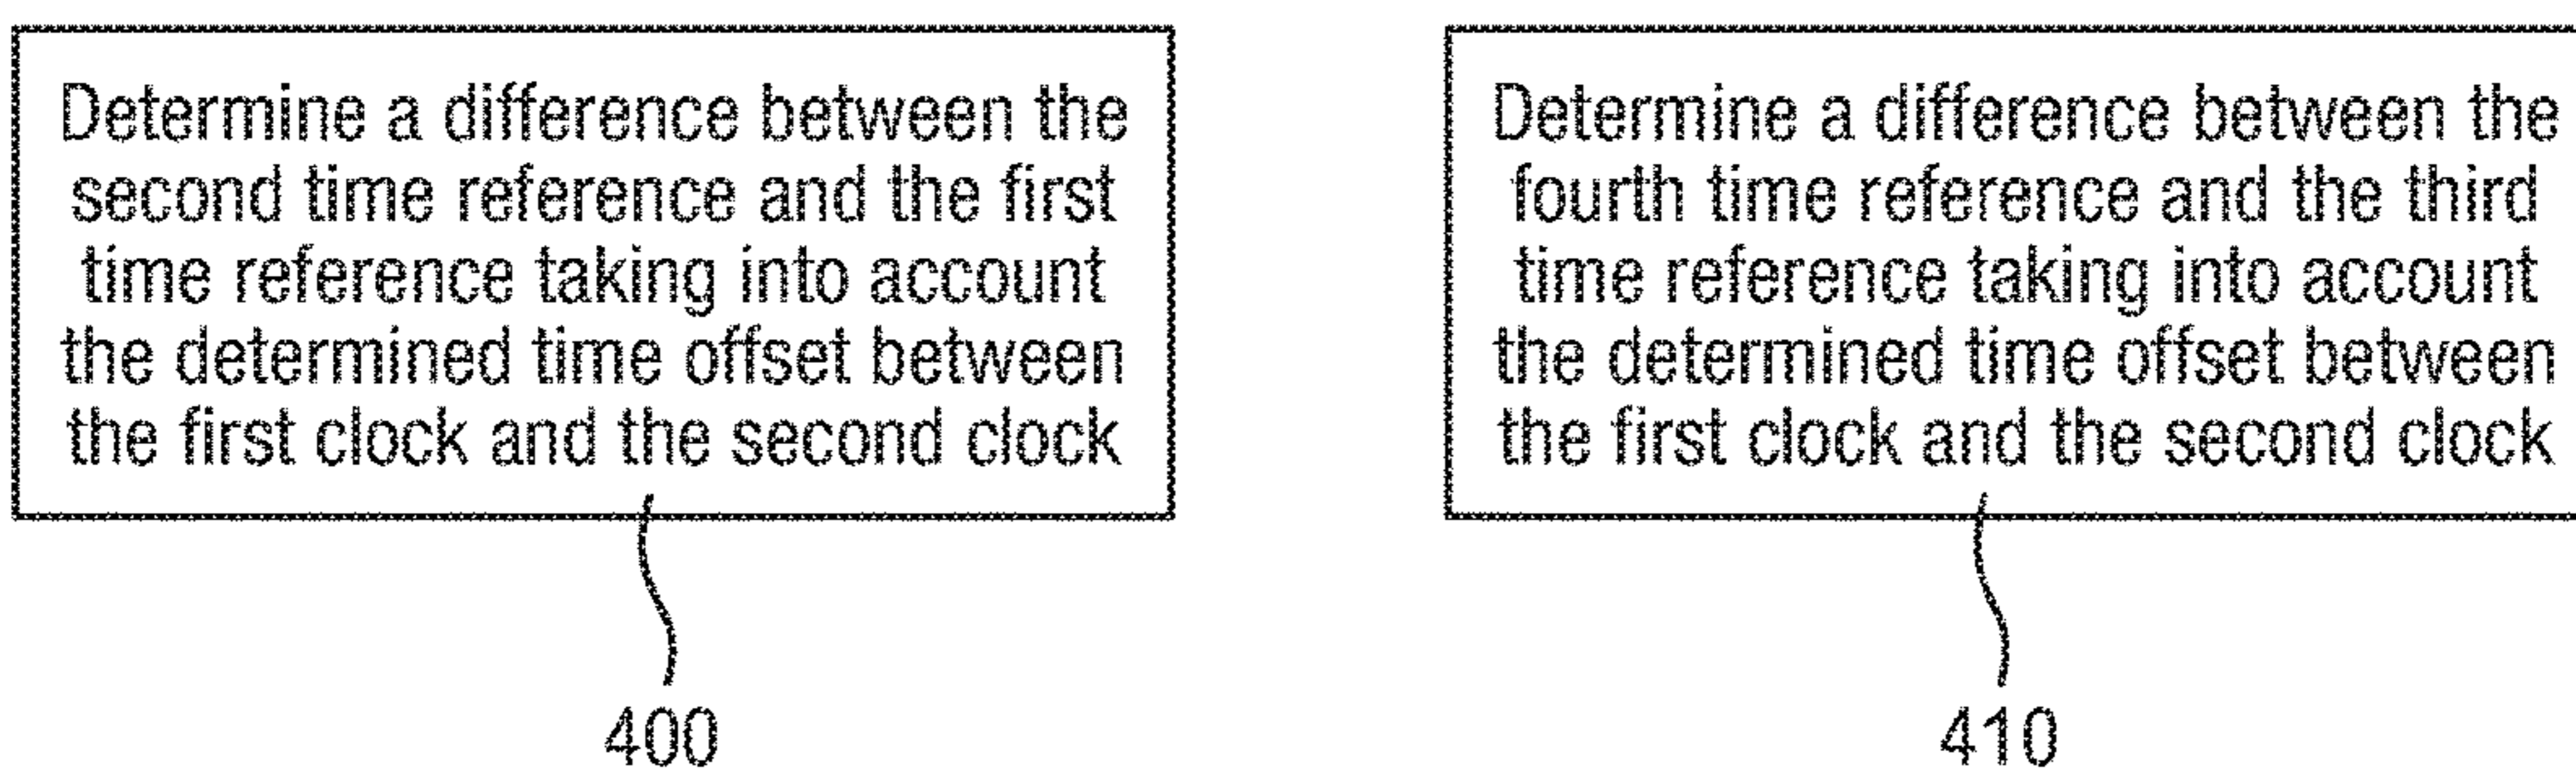 Determine a difference between the
second time reference and the first
time reference taking into account
the determined time offset between
the first clock and the second clock
400
Determine a difference between the
fourth time reference and the third
time reference taking into account
the determined time offset between
the first clock and the second clock
410